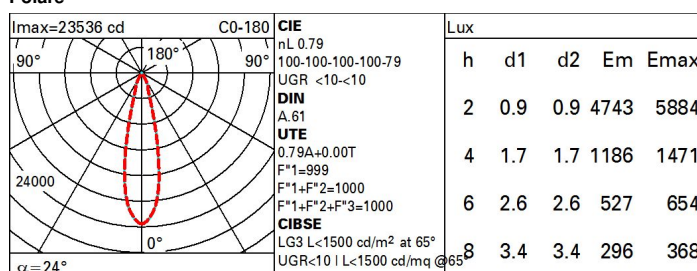 Imax=23536 cd C0-180
90° 180° 90°
24000
0°
α=24°
CIE
nL 0.79
100-100-100-100-79
UGR <10-<10
DIN
A.61
UTE
0.79A+0.00T
F"1=999
F"1+F"2=1000
F"1+F"2+F"3=1000
CIBSE
LG3 L<1500 cd/m² at 65°
UGR<10 | L<1500 cd/mq @65°
Lux
h d1 d2 Em Emax
2 0.9 0.9 4743 5884
4 1.7 1.7 1186 1471
6 2.6 2.6 527 654
8 3.4 3.4 296 368